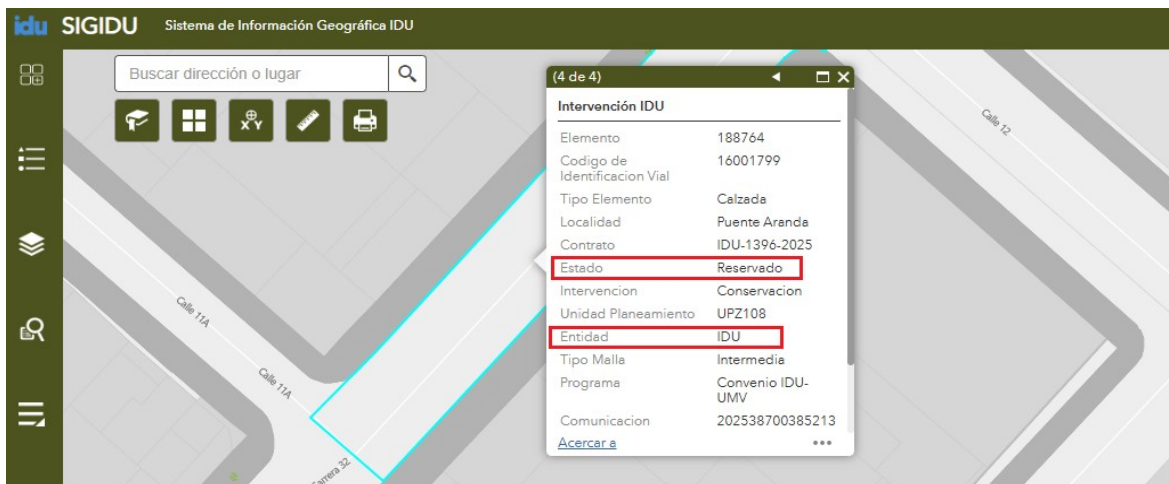 idu SIGIDU Sistema de Información Geográfica IDU
Buscar dirección o lugar
(4 de 4)
Intervención IDU
Elemento 188764
Codigo de Identificacion Vial 16001799
Tipo Elemento Calzada
Localidad Puente Aranda
Contrato IDU-1396-2025
Estado Reservado
Intervencion Conservacion
Unidad Planeamiento UPZ108
Entidad IDU
Tipo Malla Intermedia
Programa Convenio IDU-UMV
Comunicacion 202538700385213
Acercar a
Calle 12
Calle 11A
Calle 11A
Carrera 32
X Y